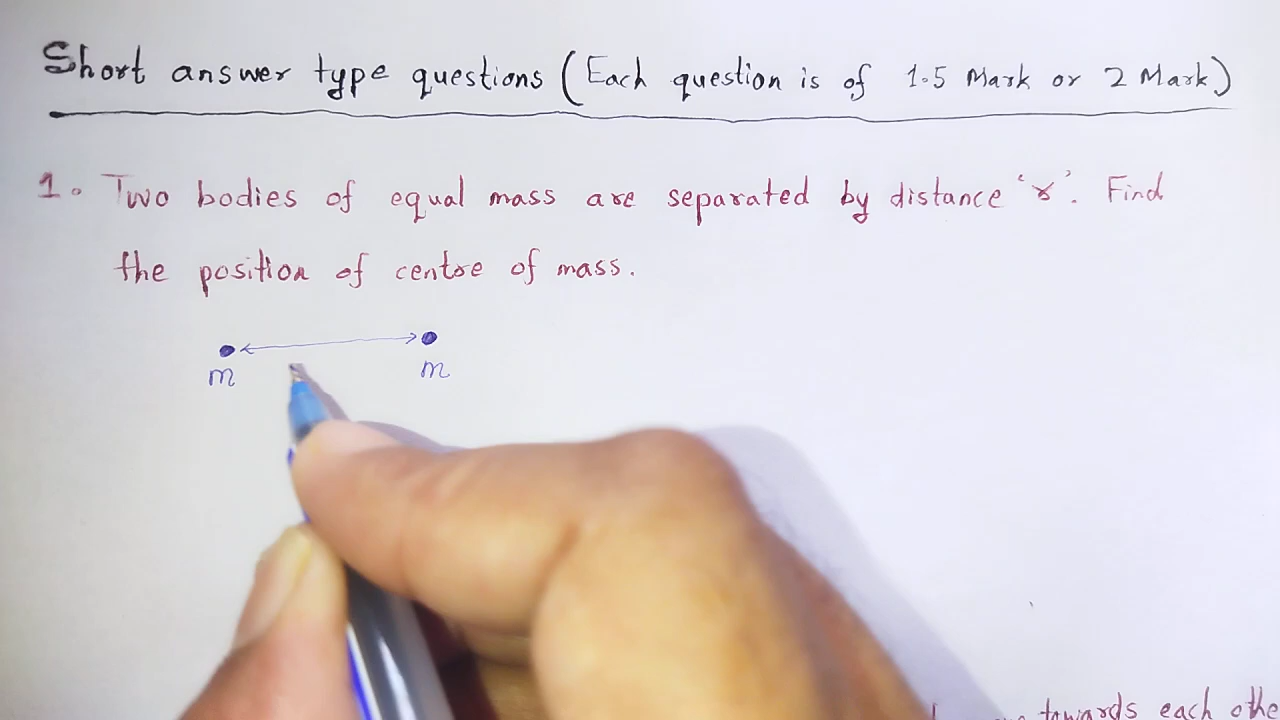 Short answer type questions (Each question is of 1.5 Mark or 2 Mark)
1. Two bodies of equal mass are separated by distance 'r'. Find
the position of centre of mass.
m m
towards each othe